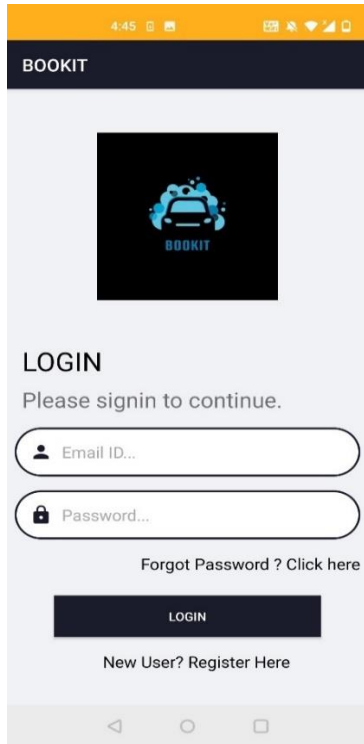 4:45
BOOKIT
BOOKIT
LOGIN
Please signin to continue.
Email ID...
Password...
Forgot Password ? Click here
LOGIN
New User? Register Here